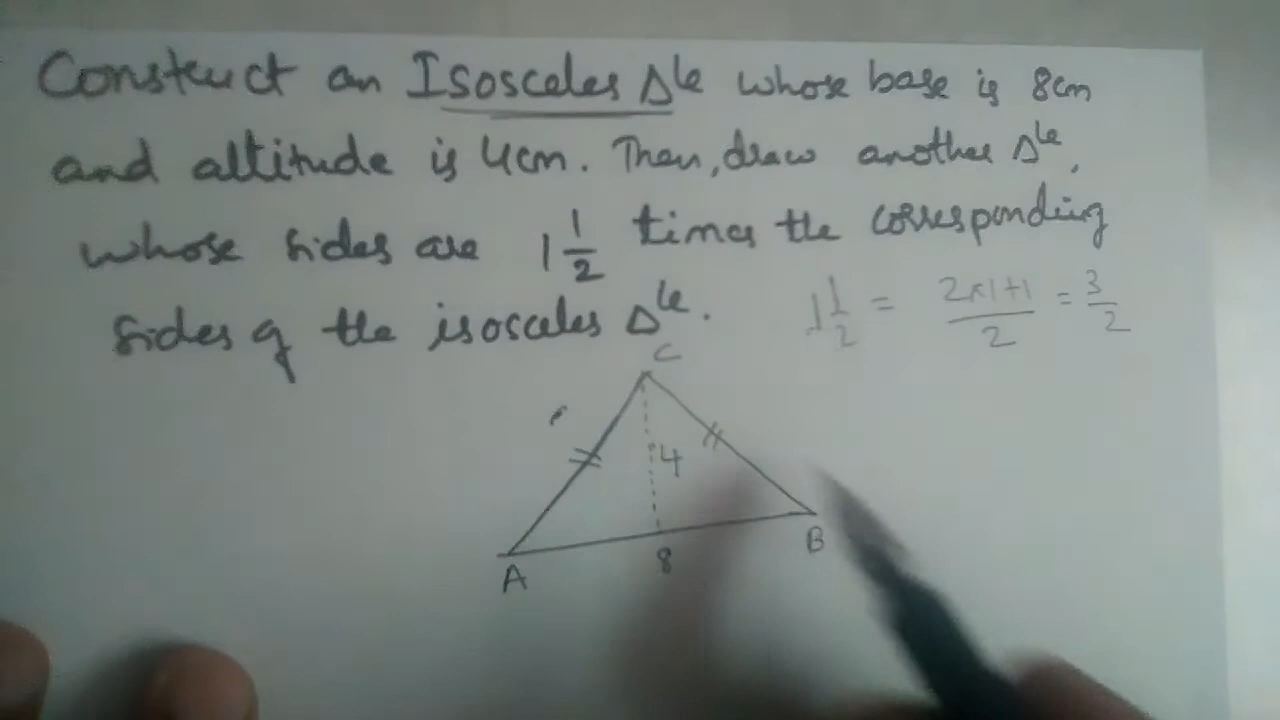 Construct an Isosceles Δle whose base is 8cm
and altitude is 4cm. Then, draw another Δle,
whose sides are 1 1/2 times the corresponding
sides of the isosceles Δle.
1 1/2 = 2×1+1/2 = 3/2
C
4
A 8 B